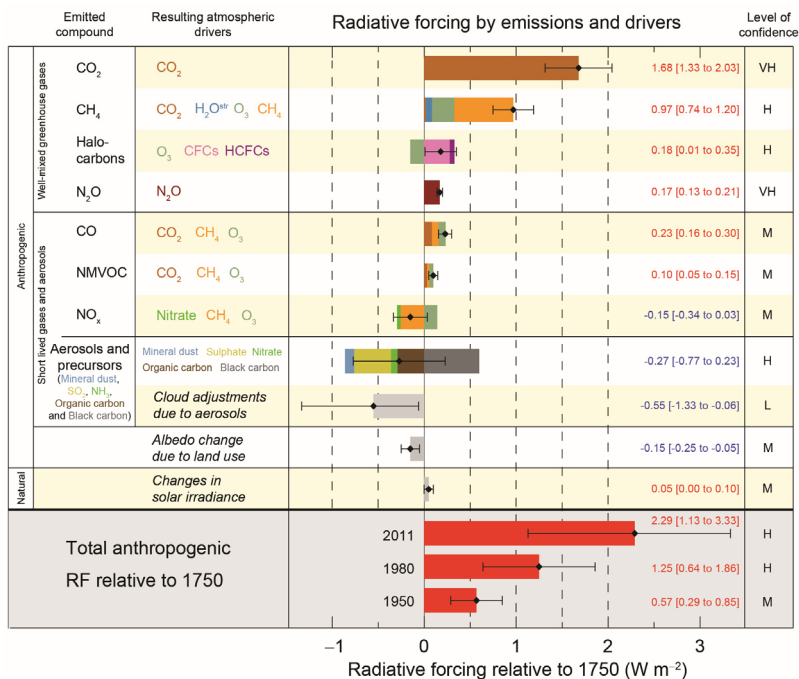 Emitted compound
Resulting atmospheric drivers
Radiative forcing by emissions and drivers
Level of confidence
Anthropogenic
Well-mixed greenhouse gases
CO₂
CO₂
1.68 [1.33 to 2.03]
VH
CH₄
CO₂ H₂Oˢᵗʳ O₃ CH₄
0.97 [0.74 to 1.20]
H
Halo-
carbons
O₃ CFCs HCFCs
0.18 [0.01 to 0.35]
H
N₂O
N₂O
0.17 [0.13 to 0.21]
VH
Short lived gases and aerosols
CO
CO₂ CH₄ O₃
0.23 [0.16 to 0.30]
M
NMVOC
CO₂ CH₄ O₃
0.10 [0.05 to 0.15]
M
NOₓ
Nitrate CH₄ O₃
-0.15 [-0.34 to 0.03]
M
Aerosols and
precursors
(Mineral dust,
SO₂, NH₃,
Organic carbon
and Black carbon)
Mineral dust Sulphate Nitrate
Organic carbon Black carbon
-0.27 [-0.77 to 0.23]
H
Cloud adjustments
due to aerosols
-0.55 [-1.33 to -0.06]
L
Albedo change
due to land use
-0.15 [-0.25 to -0.05]
M
Natural
Changes in
solar irradiance
0.05 [0.00 to 0.10]
M
Total anthropogenic
RF relative to 1750
2011
2.29 [1.13 to 3.33]
H
1980
1.25 [0.64 to 1.86]
H
1950
0.57 [0.29 to 0.85]
M
−1 0 1 2 3
Radiative forcing relative to 1750 (W m⁻²)